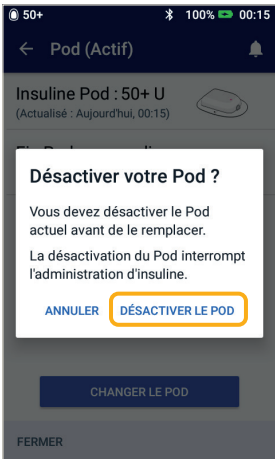 50+ 100% 00:15
Pod (Actif)
Insuline Pod : 50+ U
(Actualisé : Aujourd'hui, 00:15)
Désactiver votre Pod ?
Vous devez désactiver le Pod
actuel avant de le remplacer.
La désactivation du Pod interrompt
l'administration d'insuline.
ANNULER DÉSACTIVER LE POD
CHANGER LE POD
FERMER